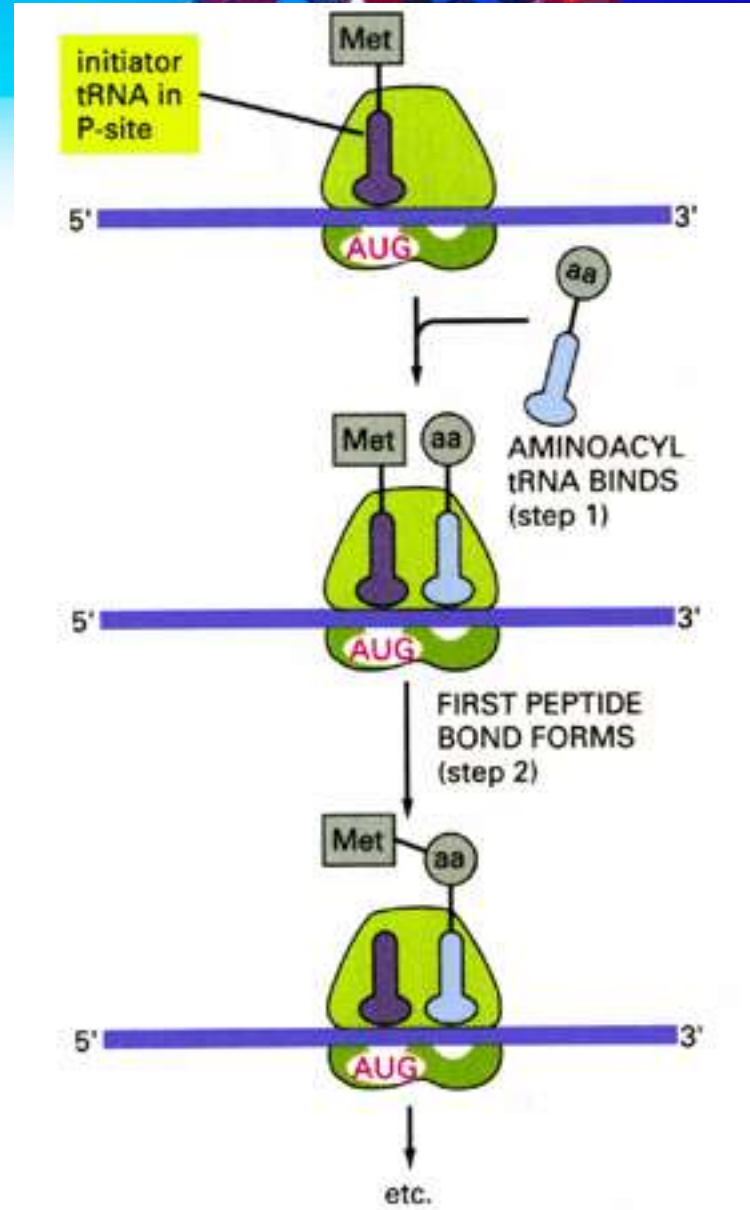 Met
initiator
tRNA in
P-site
5' 3'
AUG
aa
Met aa
AMINOACYL
tRNA BINDS
(step 1)
5' 3'
AUG
FIRST PEPTIDE
BOND FORMS
(step 2)
Met aa
5' 3'
AUG
etc.